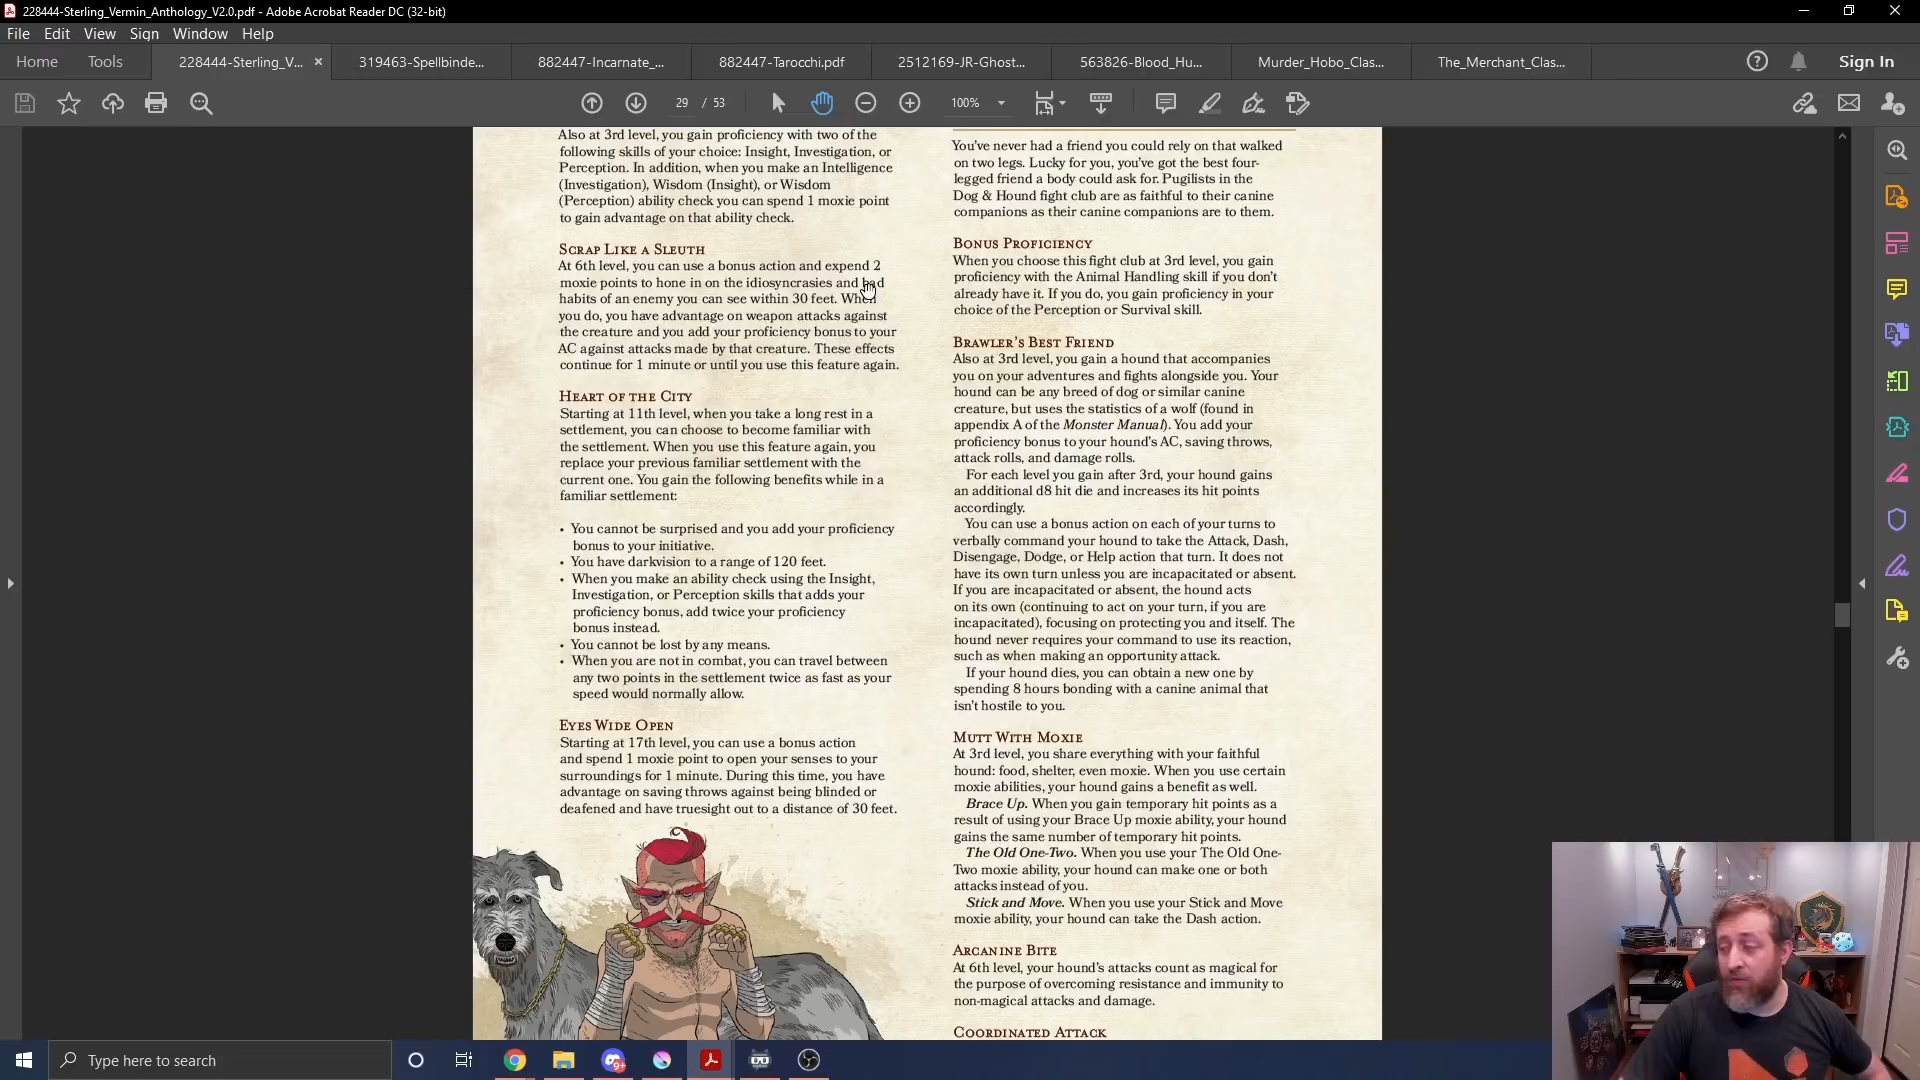 228444-Sterling_Vermin_Anthology_V2.0.pdf - Adobe Acrobat Reader DC (32-bit)
File Edit View Sign Window Help
Home Tools 228444-Sterling_V... × 319463-Spellbinde... 882447-Incarnate_... 882447-Tarocchi.pdf 2512169-JR-Ghost... 563826-Blood_Hu... Murder_Hobo_Clas... The_Merchant_Clas... Sign In
29 / 53 100%
Also at 3rd level, you gain proficiency with two of the
following skills of your choice: Insight, Investigation, or
Perception. In addition, when you make an Intelligence
(Investigation), Wisdom (Insight), or Wisdom
(Perception) ability check you can spend 1 moxie point
to gain advantage on that ability check.
Scrap Like a Sleuth
At 6th level, you can use a bonus action and expend 2
moxie points to hone in on the idiosyncrasies and bad
habits of an enemy you can see within 30 feet. When
you do, you have advantage on weapon attacks against
the creature and you add your proficiency bonus to your
AC against attacks made by that creature. These effects
continue for 1 minute or until you use this feature again.
Heart of the City
Starting at 11th level, when you take a long rest in a
settlement, you can choose to become familiar with
the settlement. When you use this feature again, you
replace your previous familiar settlement with the
current one. You gain the following benefits while in a
familiar settlement:
• You cannot be surprised and you add your proficiency
bonus to your initiative.
• You have darkvision to a range of 120 feet.
• When you make an ability check using the Insight,
Investigation, or Perception skills that adds your
proficiency bonus, add twice your proficiency
bonus instead.
• You cannot be lost by any means.
• When you are not in combat, you can travel between
any two points in the settlement twice as fast as your
speed would normally allow.
Eyes Wide Open
Starting at 17th level, you can use a bonus action
and spend 1 moxie point to open your senses to your
surroundings for 1 minute. During this time, you have
advantage on saving throws against being blinded or
deafened and have truesight out to a distance of 30 feet.
You've never had a friend you could rely on that walked
on two legs. Lucky for you, you've got the best four-
legged friend a body could ask for. Pugilists in the
Dog & Hound fight club are as faithful to their canine
companions as their canine companions are to them.
Bonus Proficiency
When you choose this fight club at 3rd level, you gain
proficiency with the Animal Handling skill if you don't
already have it. If you do, you gain proficiency in your
choice of the Perception or Survival skill.
Brawler's Best Friend
Also at 3rd level, you gain a hound that accompanies
you on your adventures and fights alongside you. Your
hound can be any breed of dog or similar canine
creature, but uses the statistics of a wolf (found in
appendix A of the Monster Manual). You add your
proficiency bonus to your hound's AC, saving throws,
attack rolls, and damage rolls.
For each level you gain after 3rd, your hound gains
an additional d8 hit die and increases its hit points
accordingly.
You can use a bonus action on each of your turns to
verbally command your hound to take the Attack, Dash,
Disengage, Dodge, or Help action that turn. It does not
have its own turn unless you are incapacitated or absent.
If you are incapacitated or absent, the hound acts
on its own (continuing to act on your turn, if you are
incapacitated), focusing on protecting you and itself. The
hound never requires your command to use its reaction,
such as when making an opportunity attack.
If your hound dies, you can obtain a new one by
spending 8 hours bonding with a canine animal that
isn't hostile to you.
Mutt With Moxie
At 3rd level, you share everything with your faithful
hound: food, shelter, even moxie. When you use certain
moxie abilities, your hound gains a benefit as well.
Brace Up. When you gain temporary hit points as a
result of using your Brace Up moxie ability, your hound
gains the same number of temporary hit points.
The Old One-Two. When you use your The Old One-
Two moxie ability, your hound can make one or both
attacks instead of you.
Stick and Move. When you use your Stick and Move
moxie ability, your hound can take the Dash action.
Arcanine Bite
At 6th level, your hound's attacks count as magical for
the purpose of overcoming resistance and immunity to
non-magical attacks and damage.
Coordinated Attack
Type here to search
9+